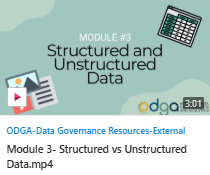 MODULE #3
Structured and
Unstructured
Data
odga
3:01
ODGA-Data Governance Resources-External
Module 3- Structured vs Unstructured
Data.mp4